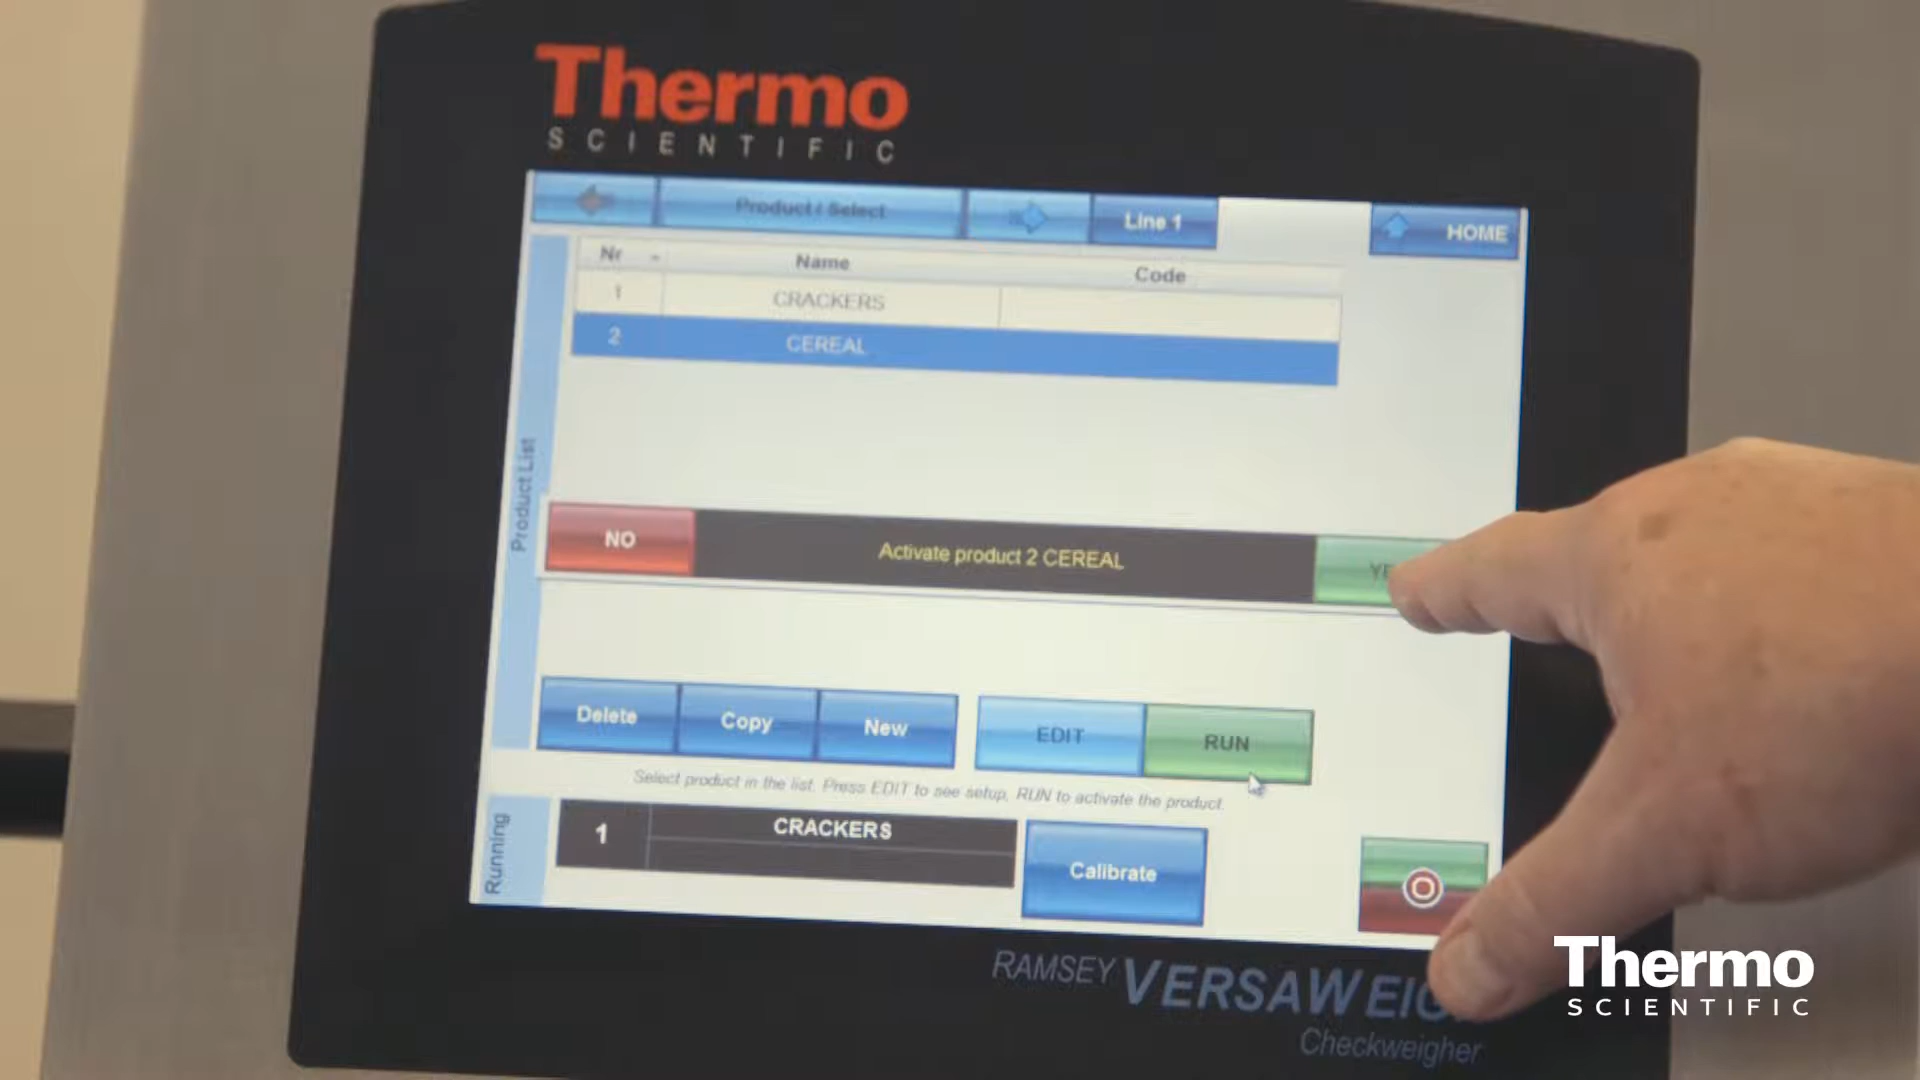 Thermo
SCIENTIFIC
Product / Select
Line 1
HOME
Nr Name Code
1 CRACKERS
2 CEREAL
Product List
NO
Activate product 2 CEREAL
Delete
Copy
New
EDIT
RUN
Select product in the list. Press EDIT to see setup, RUN to activate the product.
Running
1 CRACKERS
Calibrate
RAMSEY
Checkweigher
Thermo
SCIENTIFIC